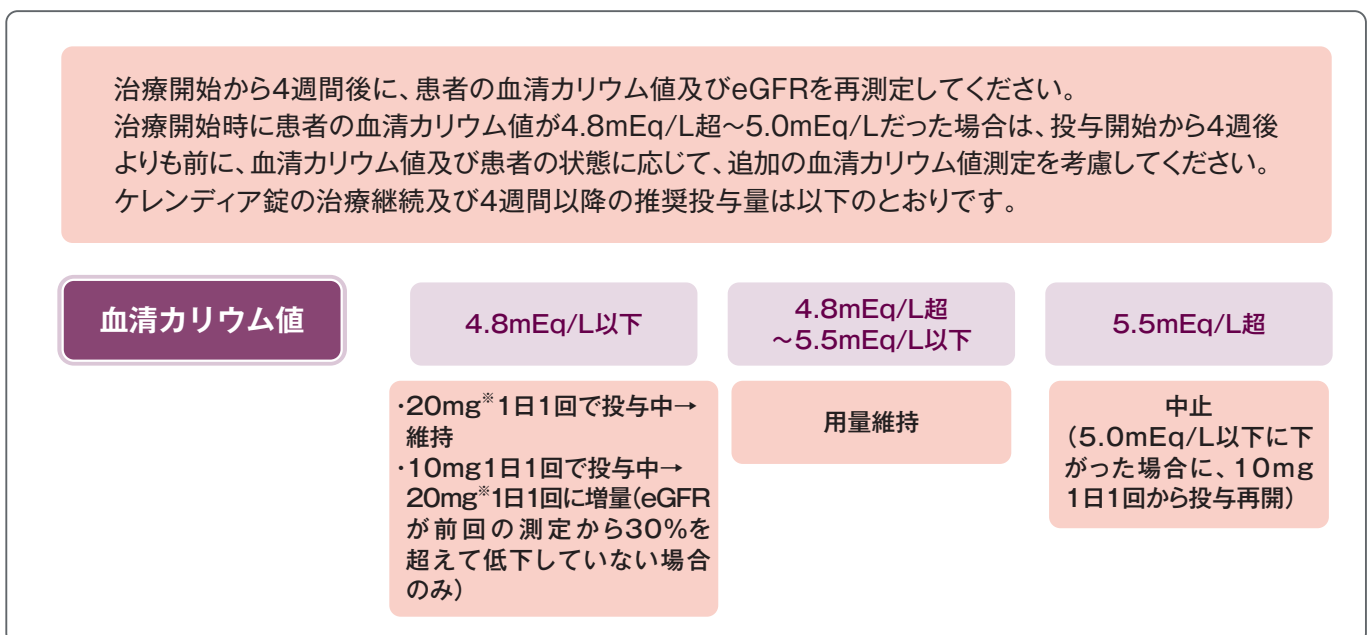 治療開始から4週間後に、患者の血清カリウム値及びeGFRを再測定してください。
治療開始時に患者の血清カリウム値が4.8mEq/L超～5.0mEq/Lだった場合は、投与開始から4週後
よりも前に、血清カリウム値及び患者の状態に応じて、追加の血清カリウム値測定を考慮してください。
ケレンディア錠の治療継続及び4週間以降の推奨投与量は以下のとおりです。
血清カリウム値
4.8mEq/L以下
4.8mEq/L超
～5.5mEq/L以下
5.5mEq/L超
・20mg※1日1回で投与中→
維持
・10mg1日1回で投与中→
20mg※1日1回に増量(eGFR
が前回の測定から30%を
超えて低下していない場合
のみ)
用量維持
中止
(5.0mEq/L以下に下
がった場合に、10mg
1日1回から投与再開)